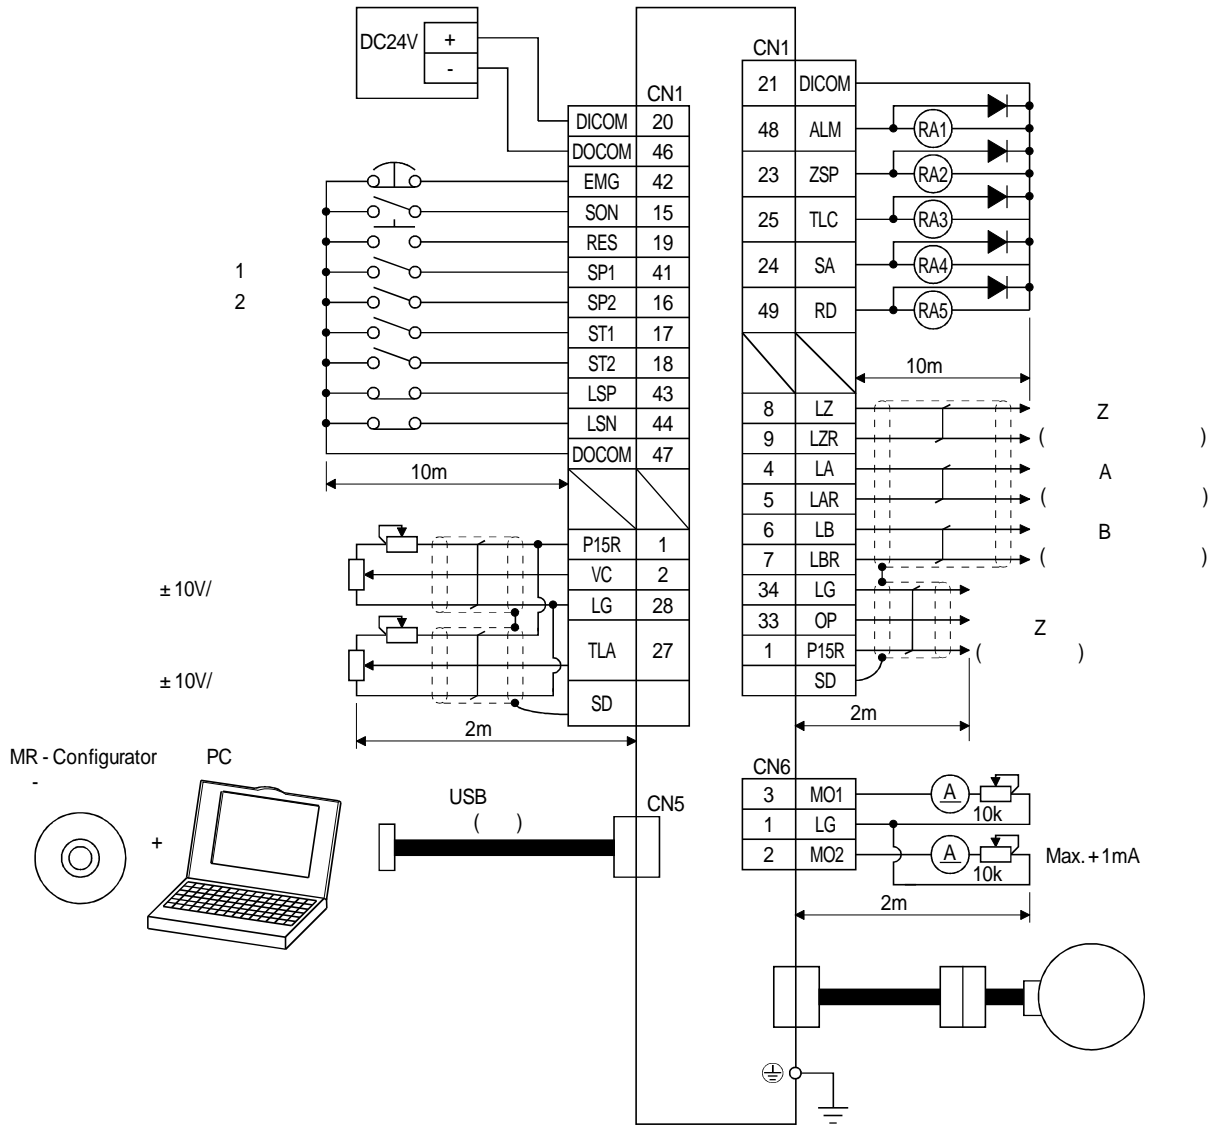 DC24V
+
-
CN1
DICOM 20
DOCOM 46
EMG 42
SON 15
RES 19
1 SP1 41
2 SP2 16
ST1 17
ST2 18
LSP 43
LSN 44
DOCOM 47
10m
P15R 1
VC 2
± 10V/
LG 28
TLA 27
± 10V/
SD
2m
CN1
21 DICOM
48 ALM RA1
23 ZSP RA2
25 TLC RA3
24 SA RA4
49 RD RA5
10m
8 LZ Z
9 LZR ( )
4 LA A
5 LAR ( )
6 LB B
7 LBR ( )
34 LG
33 OP Z
1 P15R ( )
SD
2m
MR - Configurator PC
-
+
USB
( )
CN5
CN6
3 MO1 A
10k
1 LG
2 MO2 A Max. + 1mA
10k
2m